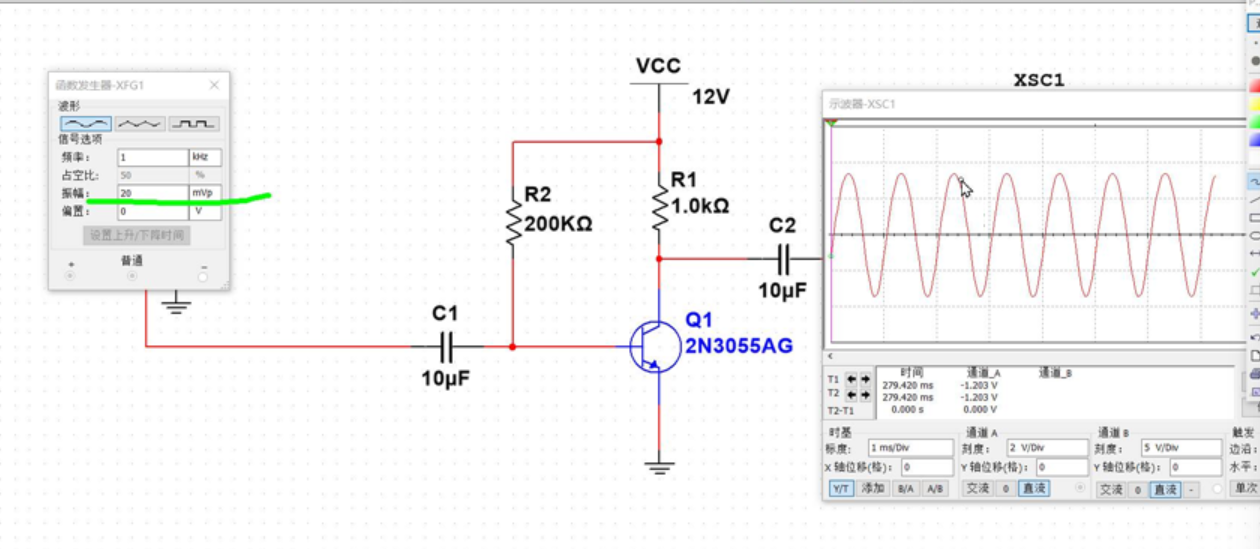 函数发生器-XFG1
波形
信号选项
频率: 1 kHz
占空比: 50 %
振幅: 20 mVp
偏置: 0 V
设置上升/下降时间
+ 普通 -
VCC
12V
R2
200KΩ
R1
1.0kΩ
C2
10μF
C1
10μF
Q1
2N3055AG
XSC1
示波器-XSC1
时间 通道_A 通道_B
T1 279.420 ms -1.203 V
T2 279.420 ms -1.203 V
T2-T1 0.000 s 0.000 V
时基 通道 A 通道 B 触发
标度: 1 ms/Div 刻度: 2 V/Div 刻度: 5 V/Div 边沿:
X 轴位移(格): 0 Y 轴位移(格): 0 Y 轴位移(格): 0 水平:
Y/T 添加 B/A A/B 交流 0 直流 交流 0 直流 - 单次